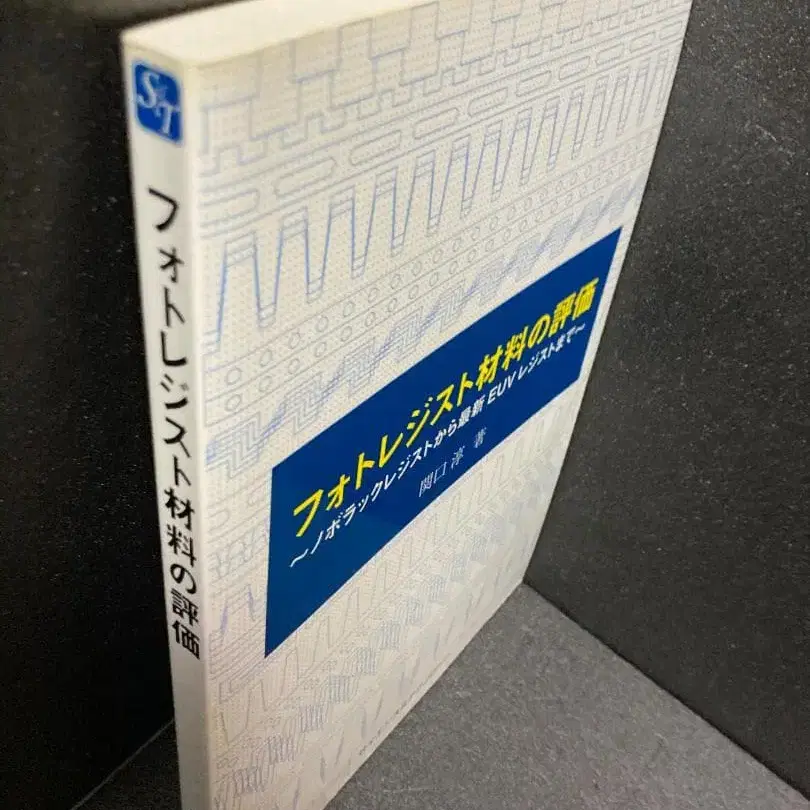 S&T
フォトレジスト材料の評価
フォトレジスト材料の評価
～ノボラックレジストから最新 EUV レジストまで～
関口 淳 著